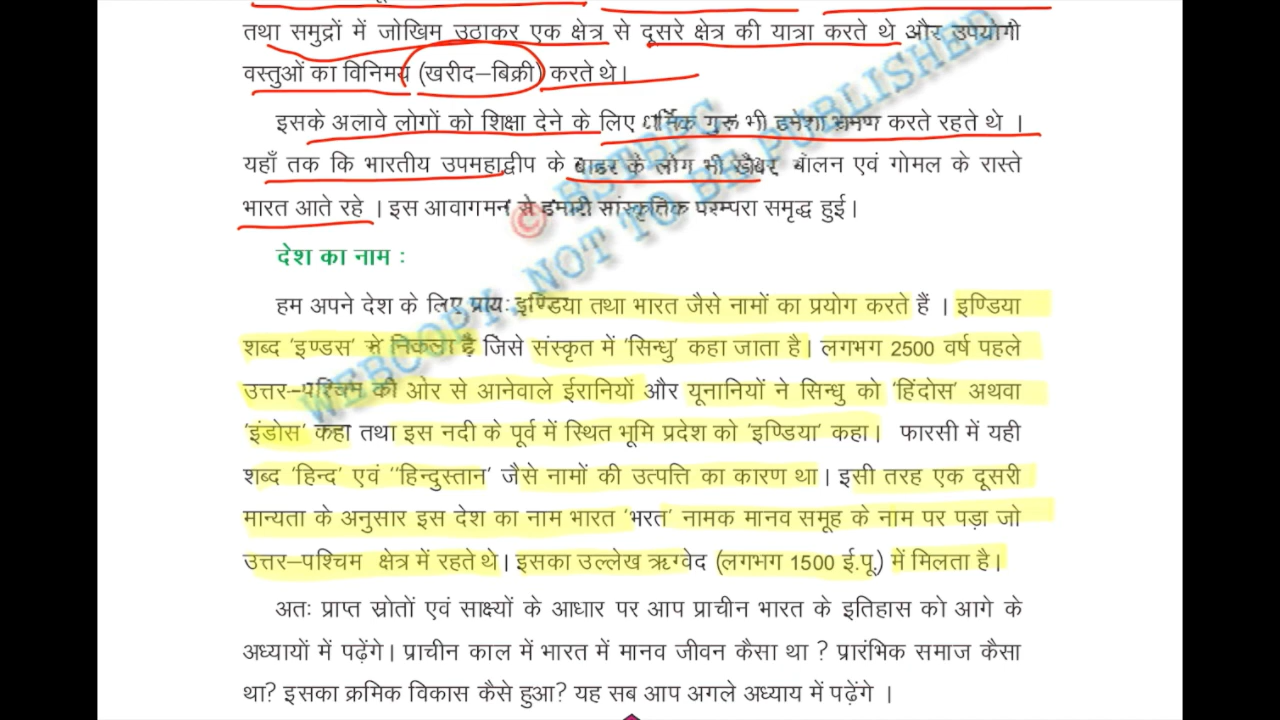 तथा समुद्रों में जोखिम उठाकर एक क्षेत्र से दूसरे क्षेत्र की यात्रा करते थे और उपयोगी
वस्तुओं का विनिमय (खरीद–बिक्री) करते थे।
इसके अलावे लोगों को शिक्षा देने के लिए धार्मिक गुरू भी हमेशा भ्रमण करते रहते थे ।
यहाँ तक कि भारतीय उपमहाद्वीप के बाहर के लोग भी खैबर, बोलन एवं गोमल के रास्ते
भारत आते रहे । इस आवागमन से हमारी सांस्कृतिक परम्परा समृद्ध हुई।
देश का नाम :
हम अपने देश के लिए प्रायः इण्डिया तथा भारत जैसे नामों का प्रयोग करते हैं । इण्डिया
शब्द 'इण्डस' से निकला है जिसे संस्कृत में 'सिन्धु' कहा जाता है। लगभग 2500 वर्ष पहले
उत्तर–पश्चिम की ओर से आनेवाले ईरानियों और यूनानियों ने सिन्धु को 'हिंदोस' अथवा
'इंडोस' कहा तथा इस नदी के पूर्व में स्थित भूमि प्रदेश को 'इण्डिया' कहा। फारसी में यही
शब्द 'हिन्द' एवं "हिन्दुस्तान' जैसे नामों की उत्पत्ति का कारण था। इसी तरह एक दूसरी
मान्यता के अनुसार इस देश का नाम भारत 'भरत' नामक मानव समूह के नाम पर पड़ा जो
उत्तर–पश्चिम क्षेत्र में रहते थे। इसका उल्लेख ऋग्वेद (लगभग 1500 ई.पू.) में मिलता है।
अतः प्राप्त स्रोतों एवं साक्ष्यों के आधार पर आप प्राचीन भारत के इतिहास को आगे के
अध्यायों में पढ़ेंगे। प्राचीन काल में भारत में मानव जीवन कैसा था ? प्रारंभिक समाज कैसा
था? इसका क्रमिक विकास कैसे हुआ? यह सब आप अगले अध्याय में पढ़ेंगे ।
© BSTBPC
WEBCOPY, NOT TO BE PUBLISHED